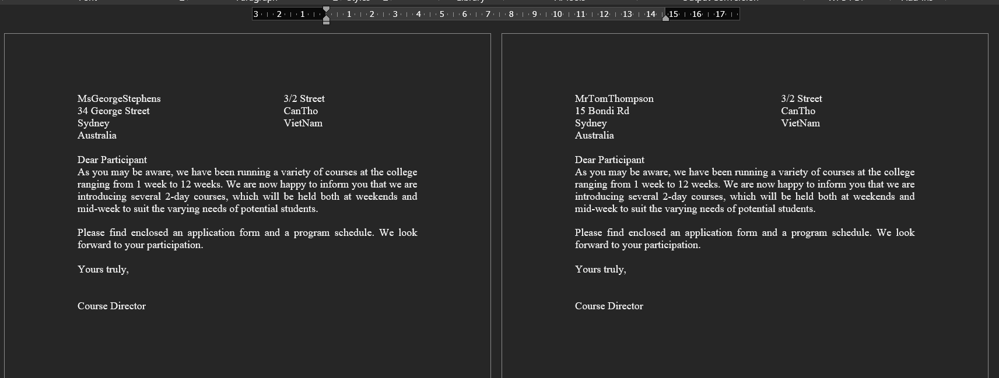 3 2 1 1 2 3 4 5 6 7 8 9 10 11 12 13 14 15 16 17
MsGeorgeStephens
34 George Street
Sydney
Australia
3/2 Street
CanTho
VietNam
Dear Participant
As you may be aware, we have been running a variety of courses at the college
ranging from 1 week to 12 weeks. We are now happy to inform you that we are
introducing several 2-day courses, which will be held both at weekends and
mid-week to suit the varying needs of potential students.
Please find enclosed an application form and a program schedule. We look
forward to your participation.
Yours truly,
Course Director
MrTomThompson
15 Bondi Rd
Sydney
Australia
3/2 Street
CanTho
VietNam
Dear Participant
As you may be aware, we have been running a variety of courses at the college
ranging from 1 week to 12 weeks. We are now happy to inform you that we are
introducing several 2-day courses, which will be held both at weekends and
mid-week to suit the varying needs of potential students.
Please find enclosed an application form and a program schedule. We look
forward to your participation.
Yours truly,
Course Director